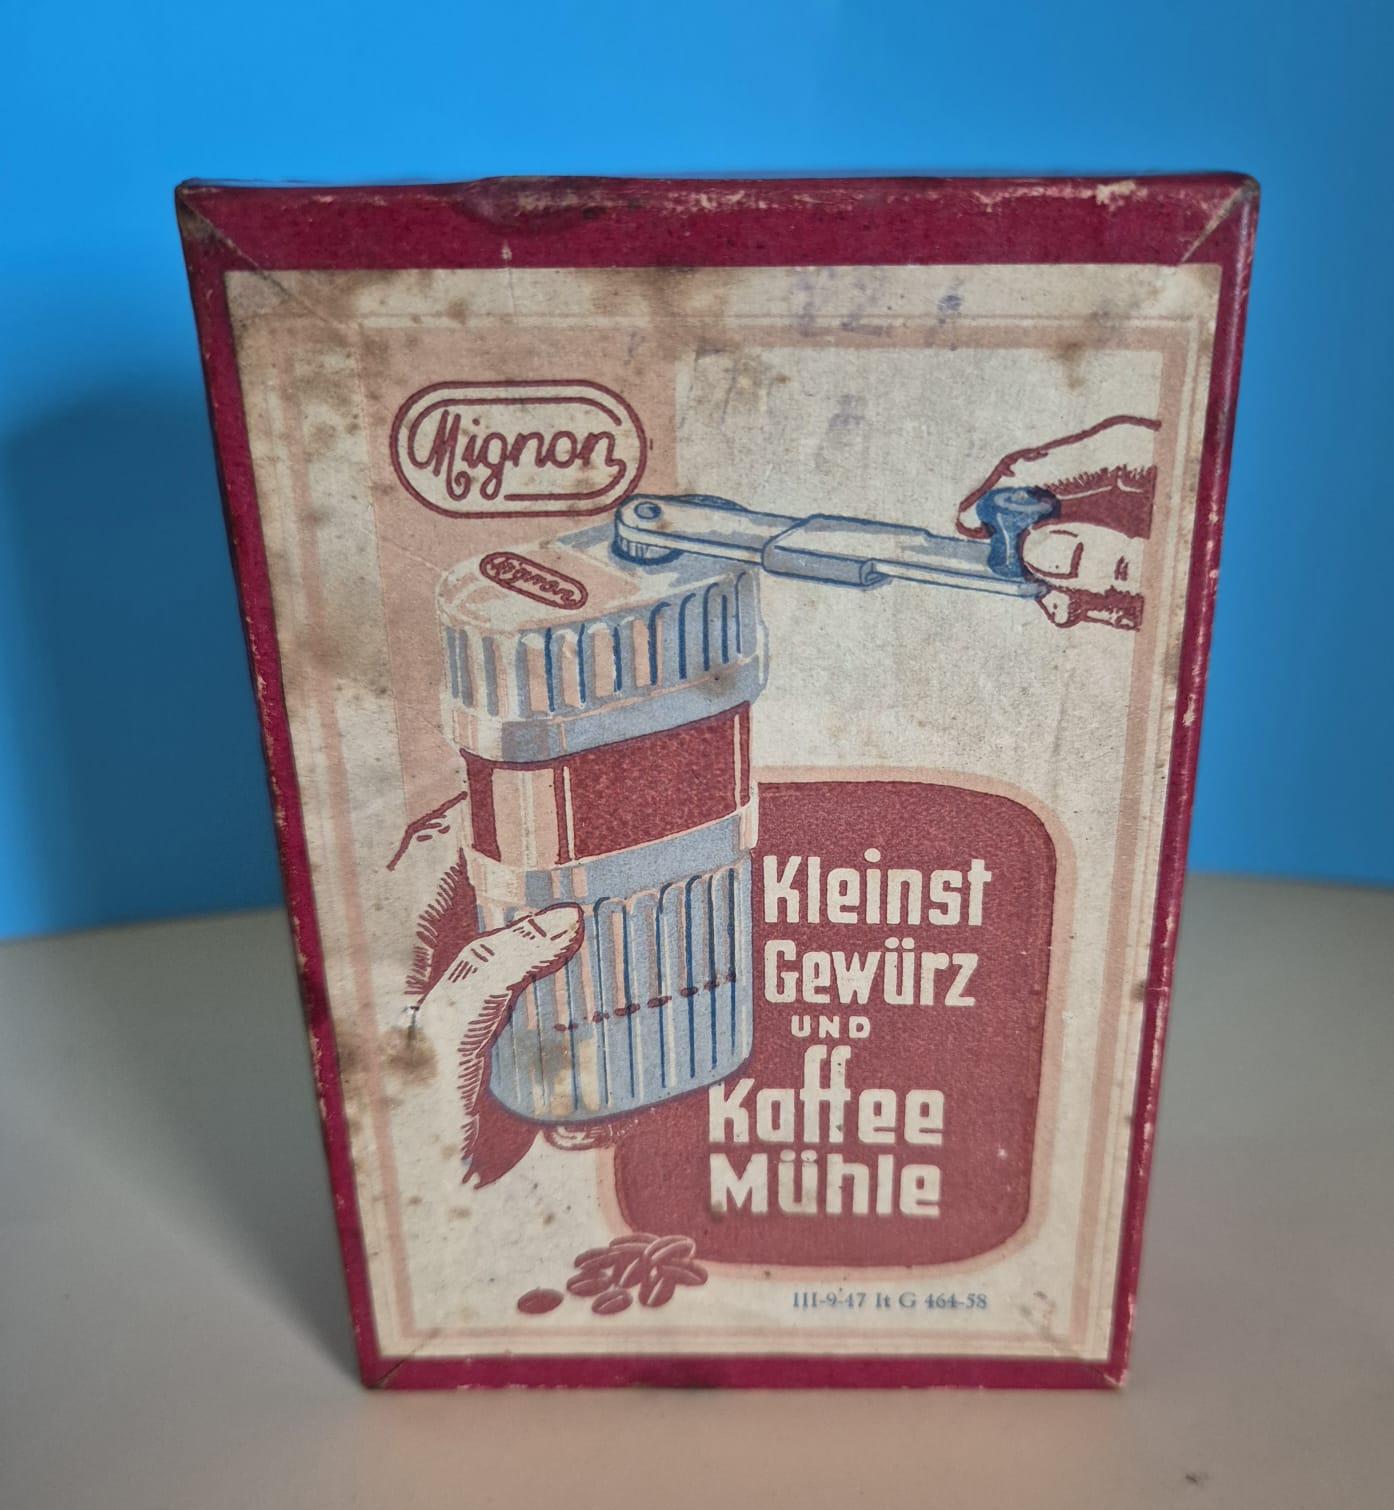 Mignon
Mignon
Kleinst
Gewürz
UND
Kaffee
Mühle
III-9-47 It G 464-58